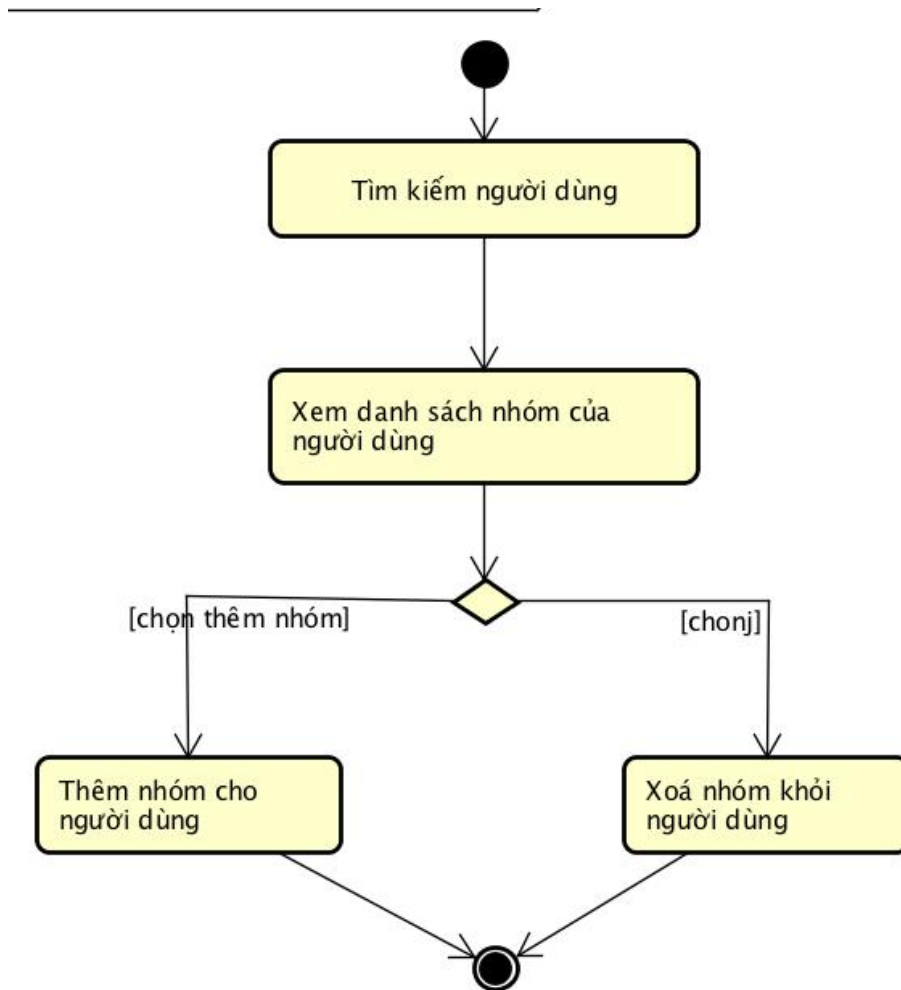 Tìm kiếm người dùng
Xem danh sách nhóm của
người dùng
[chọn thêm nhóm]
[chonj]
Thêm nhóm cho
người dùng
Xoá nhóm khỏi
người dùng